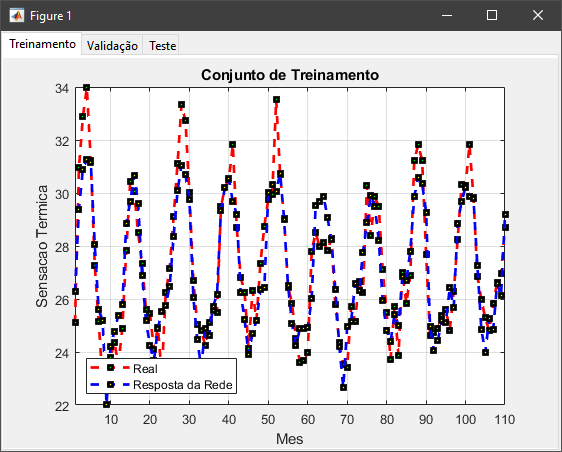 Figure 1
Treinamento
Validação
Teste
Conjunto de Treinamento
Sensacao Termica
34
32
30
28
26
24
22
Real
Resposta da Rede
10 20 30 40 50 60 70 80 90 100 110
Mes